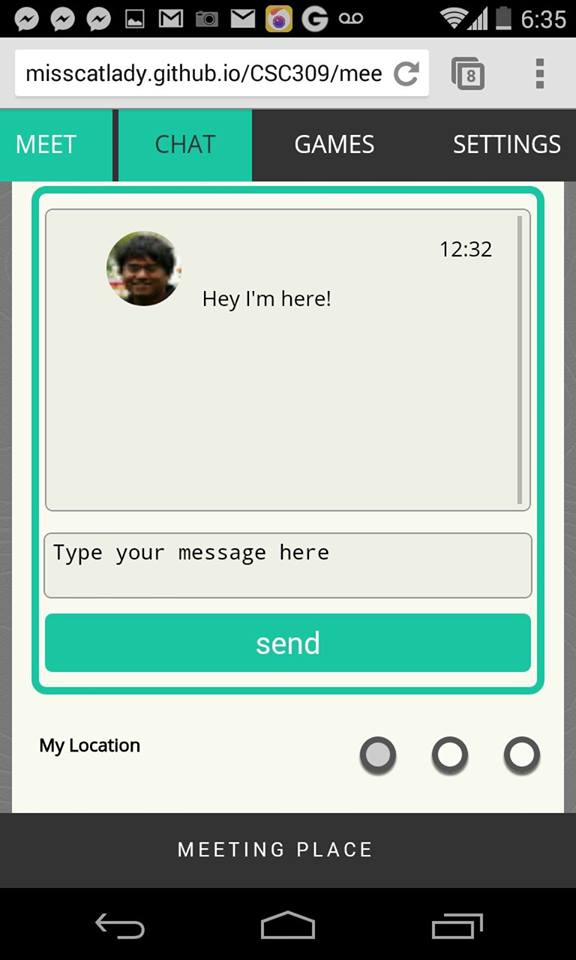 6:35
misscatlady.github.io/CSC309/mee
8
MEET CHAT GAMES SETTINGS
12:32
Hey I'm here!
Type your message here
send
My Location
MEETING PLACE